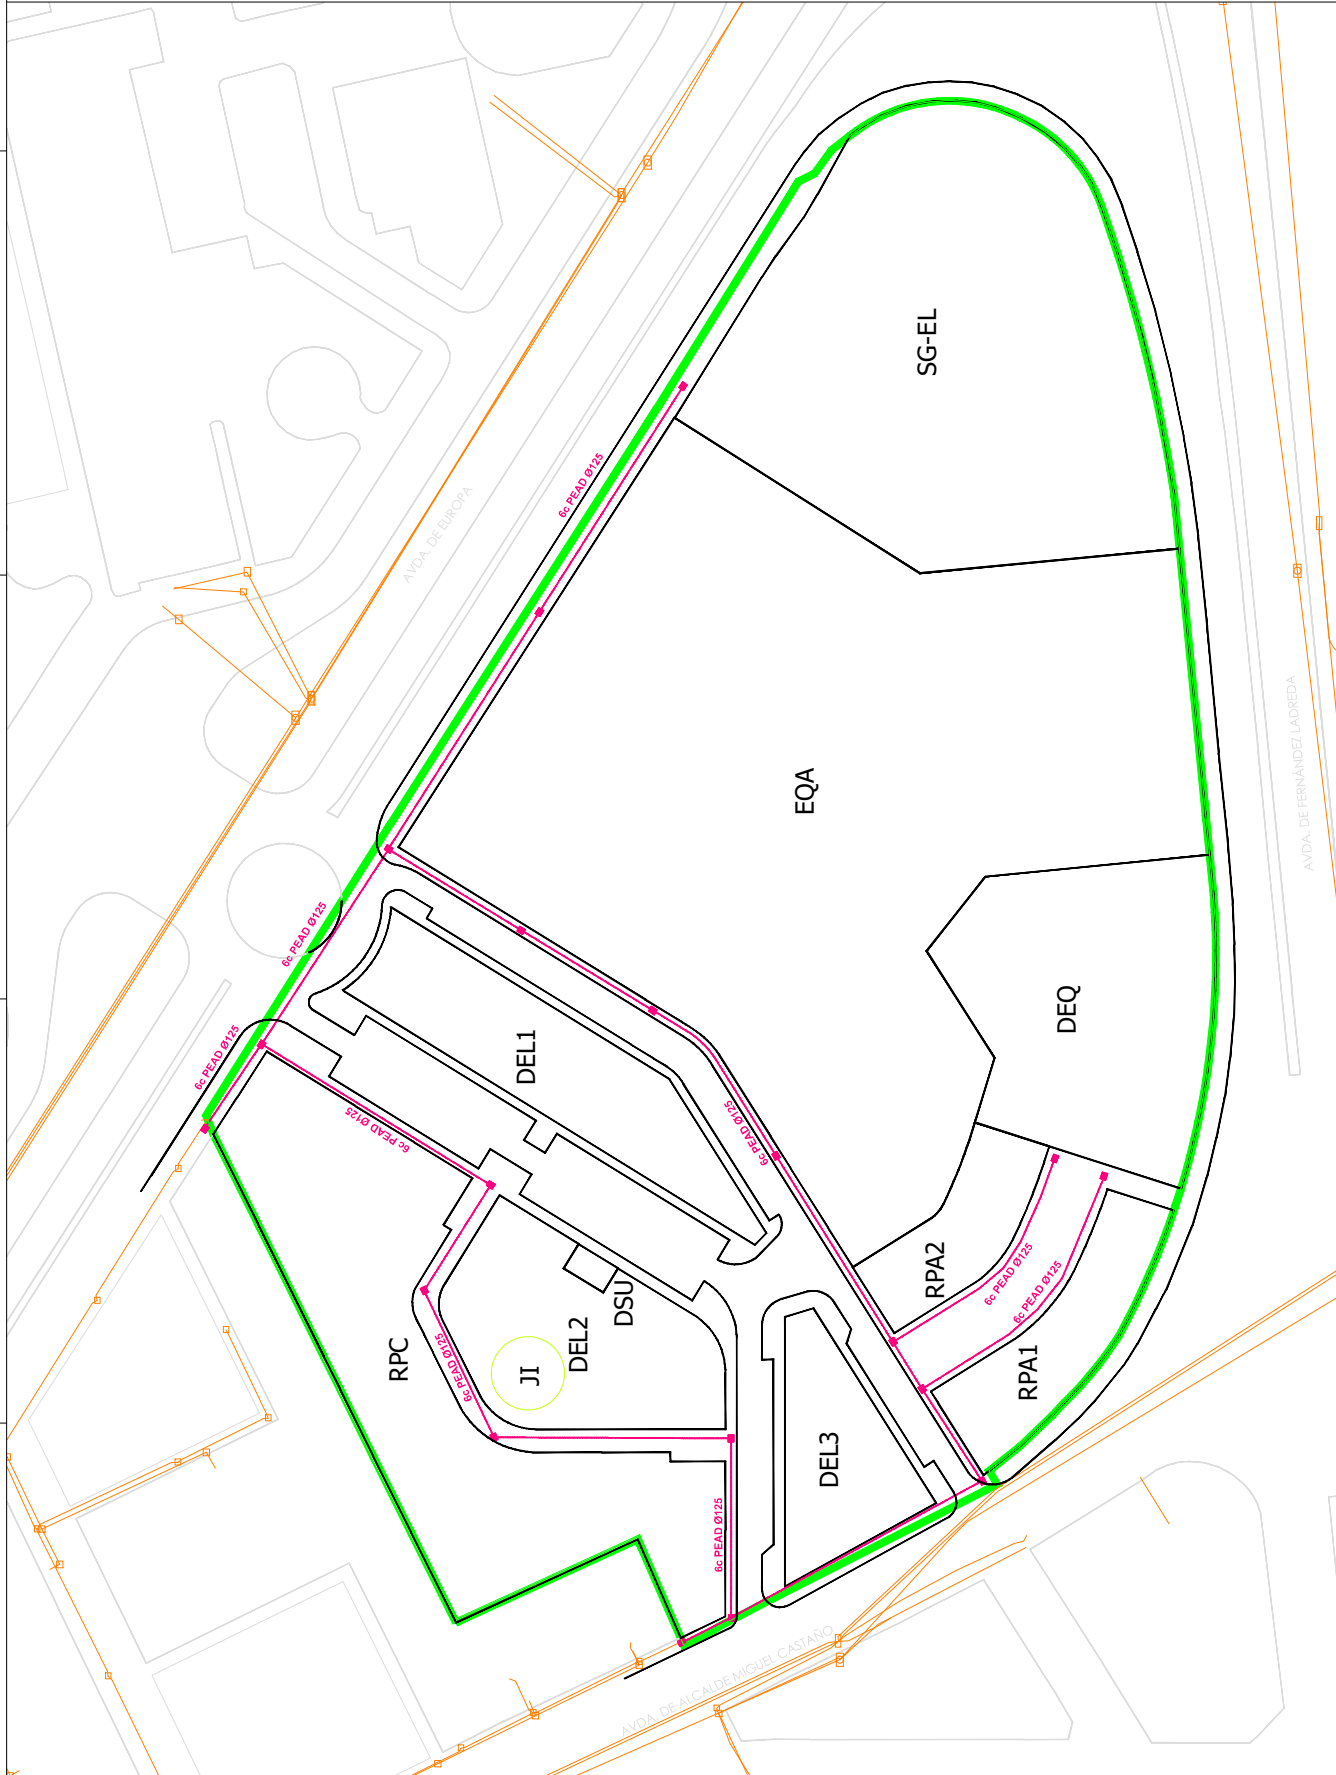 SG-EL
6c PEAD Ø125
AVDA. DE EUROPA
EQA
AVDA. DE FERNÁNDEZ LADREDA
6c PEAD Ø125
6c PEAD Ø125
DEL1
DEQ
6c PEAD Ø125
6c PEAD Ø125
RPA2
6c PEAD Ø125
6c PEAD Ø125
DSU
DEL2
RPC
6c PEAD Ø125
JI
RPA1
DEL3
6c PEAD Ø125
AVDA. DE ALCALDE MIGUEL CASTAÑO